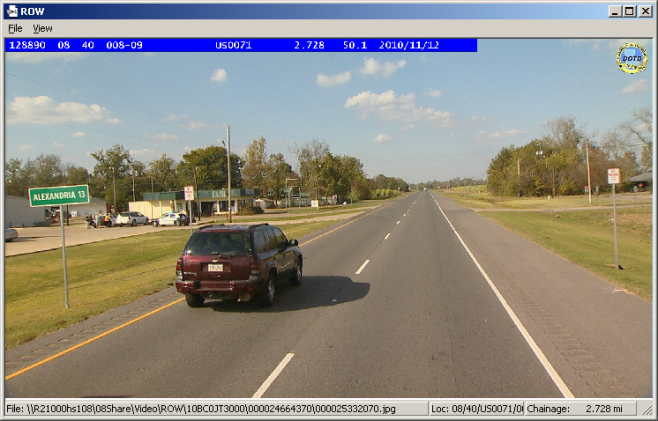 ROW
File View
128890 08 40 008-09 US0071 2.728 50.1 2010/11/12
DOTD
ALEXANDRIA 13
File: \\R21000hs108\08Share\Video\ROW\10BC0JT3000\000024664370\000025332070.jpg Loc: 08/40/US0071/0 Chainage: 2.728 mi